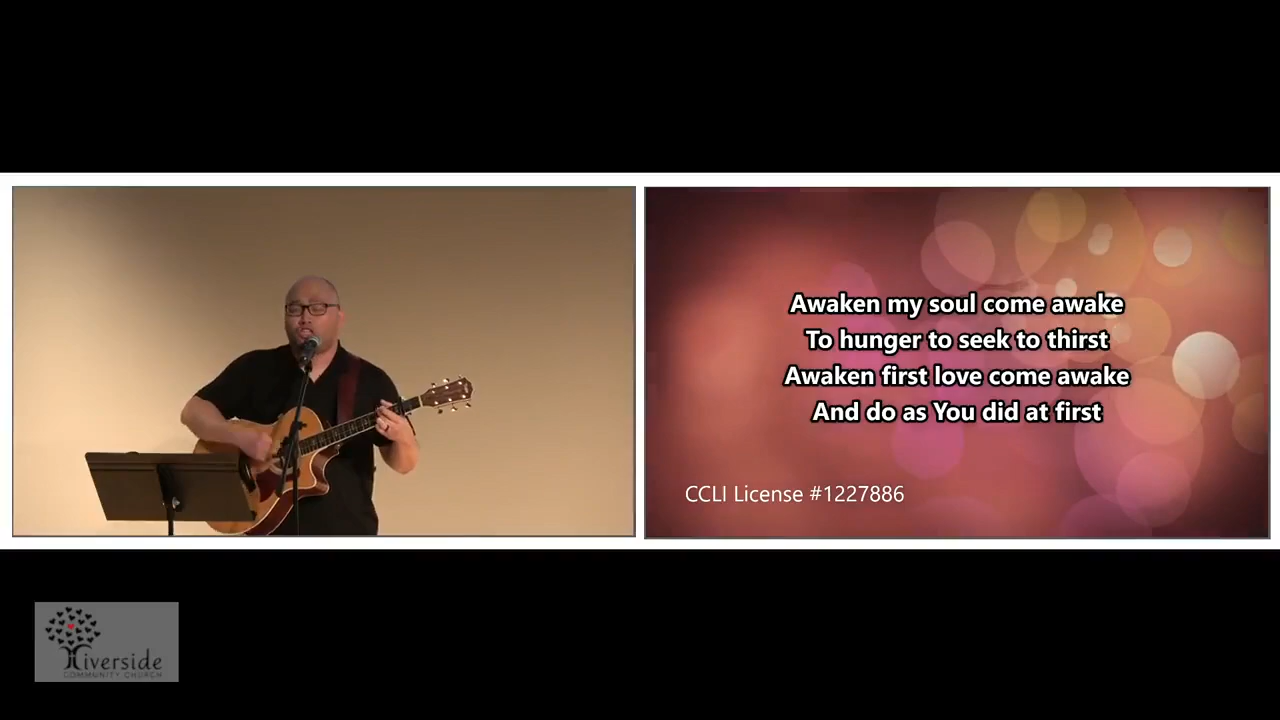 Awaken my soul come awake
To hunger to seek to thirst
Awaken first love come awake
And do as You did at first
CCLI License #1227886
Riverside
COMMUNITY CHURCH